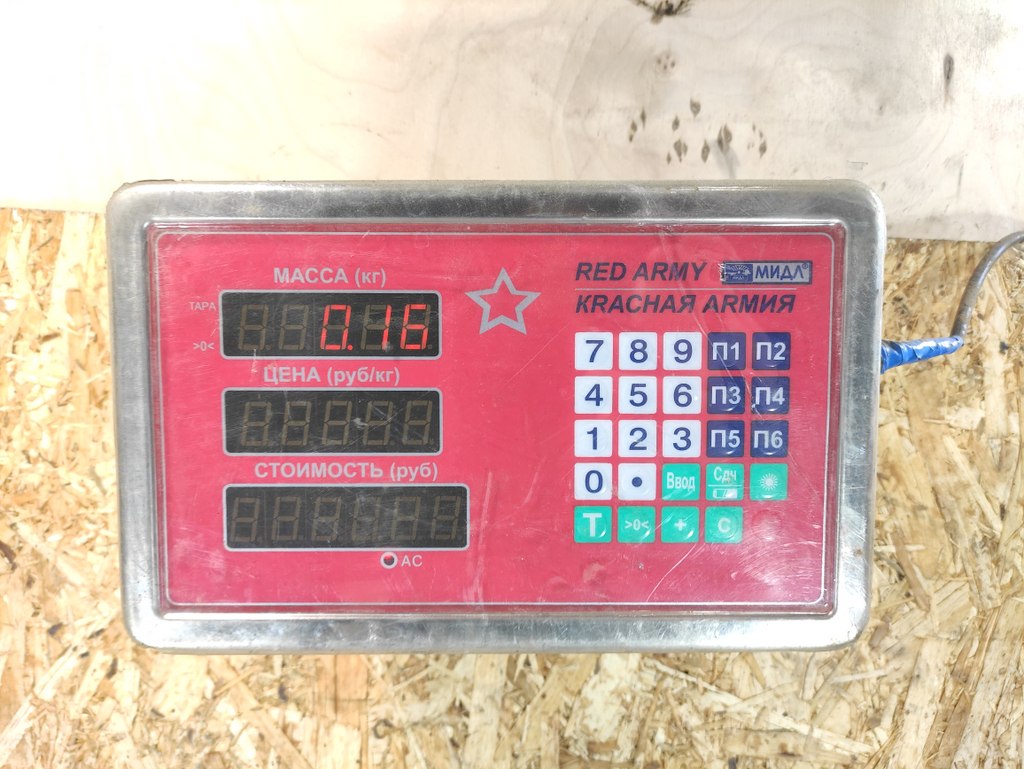 МАССА (кг)
ТАРА
0.16
>0<
ЦЕНА (руб/кг)
СТОИМОСТЬ (руб)
AC
RED ARMY МИДЛ®
КRАСНАЯ ARМИЯ
7 8 9 П1 П2
4 5 6 П3 П4
1 2 3 П5 П6
0 • Ввод Сдч
T >0< + C